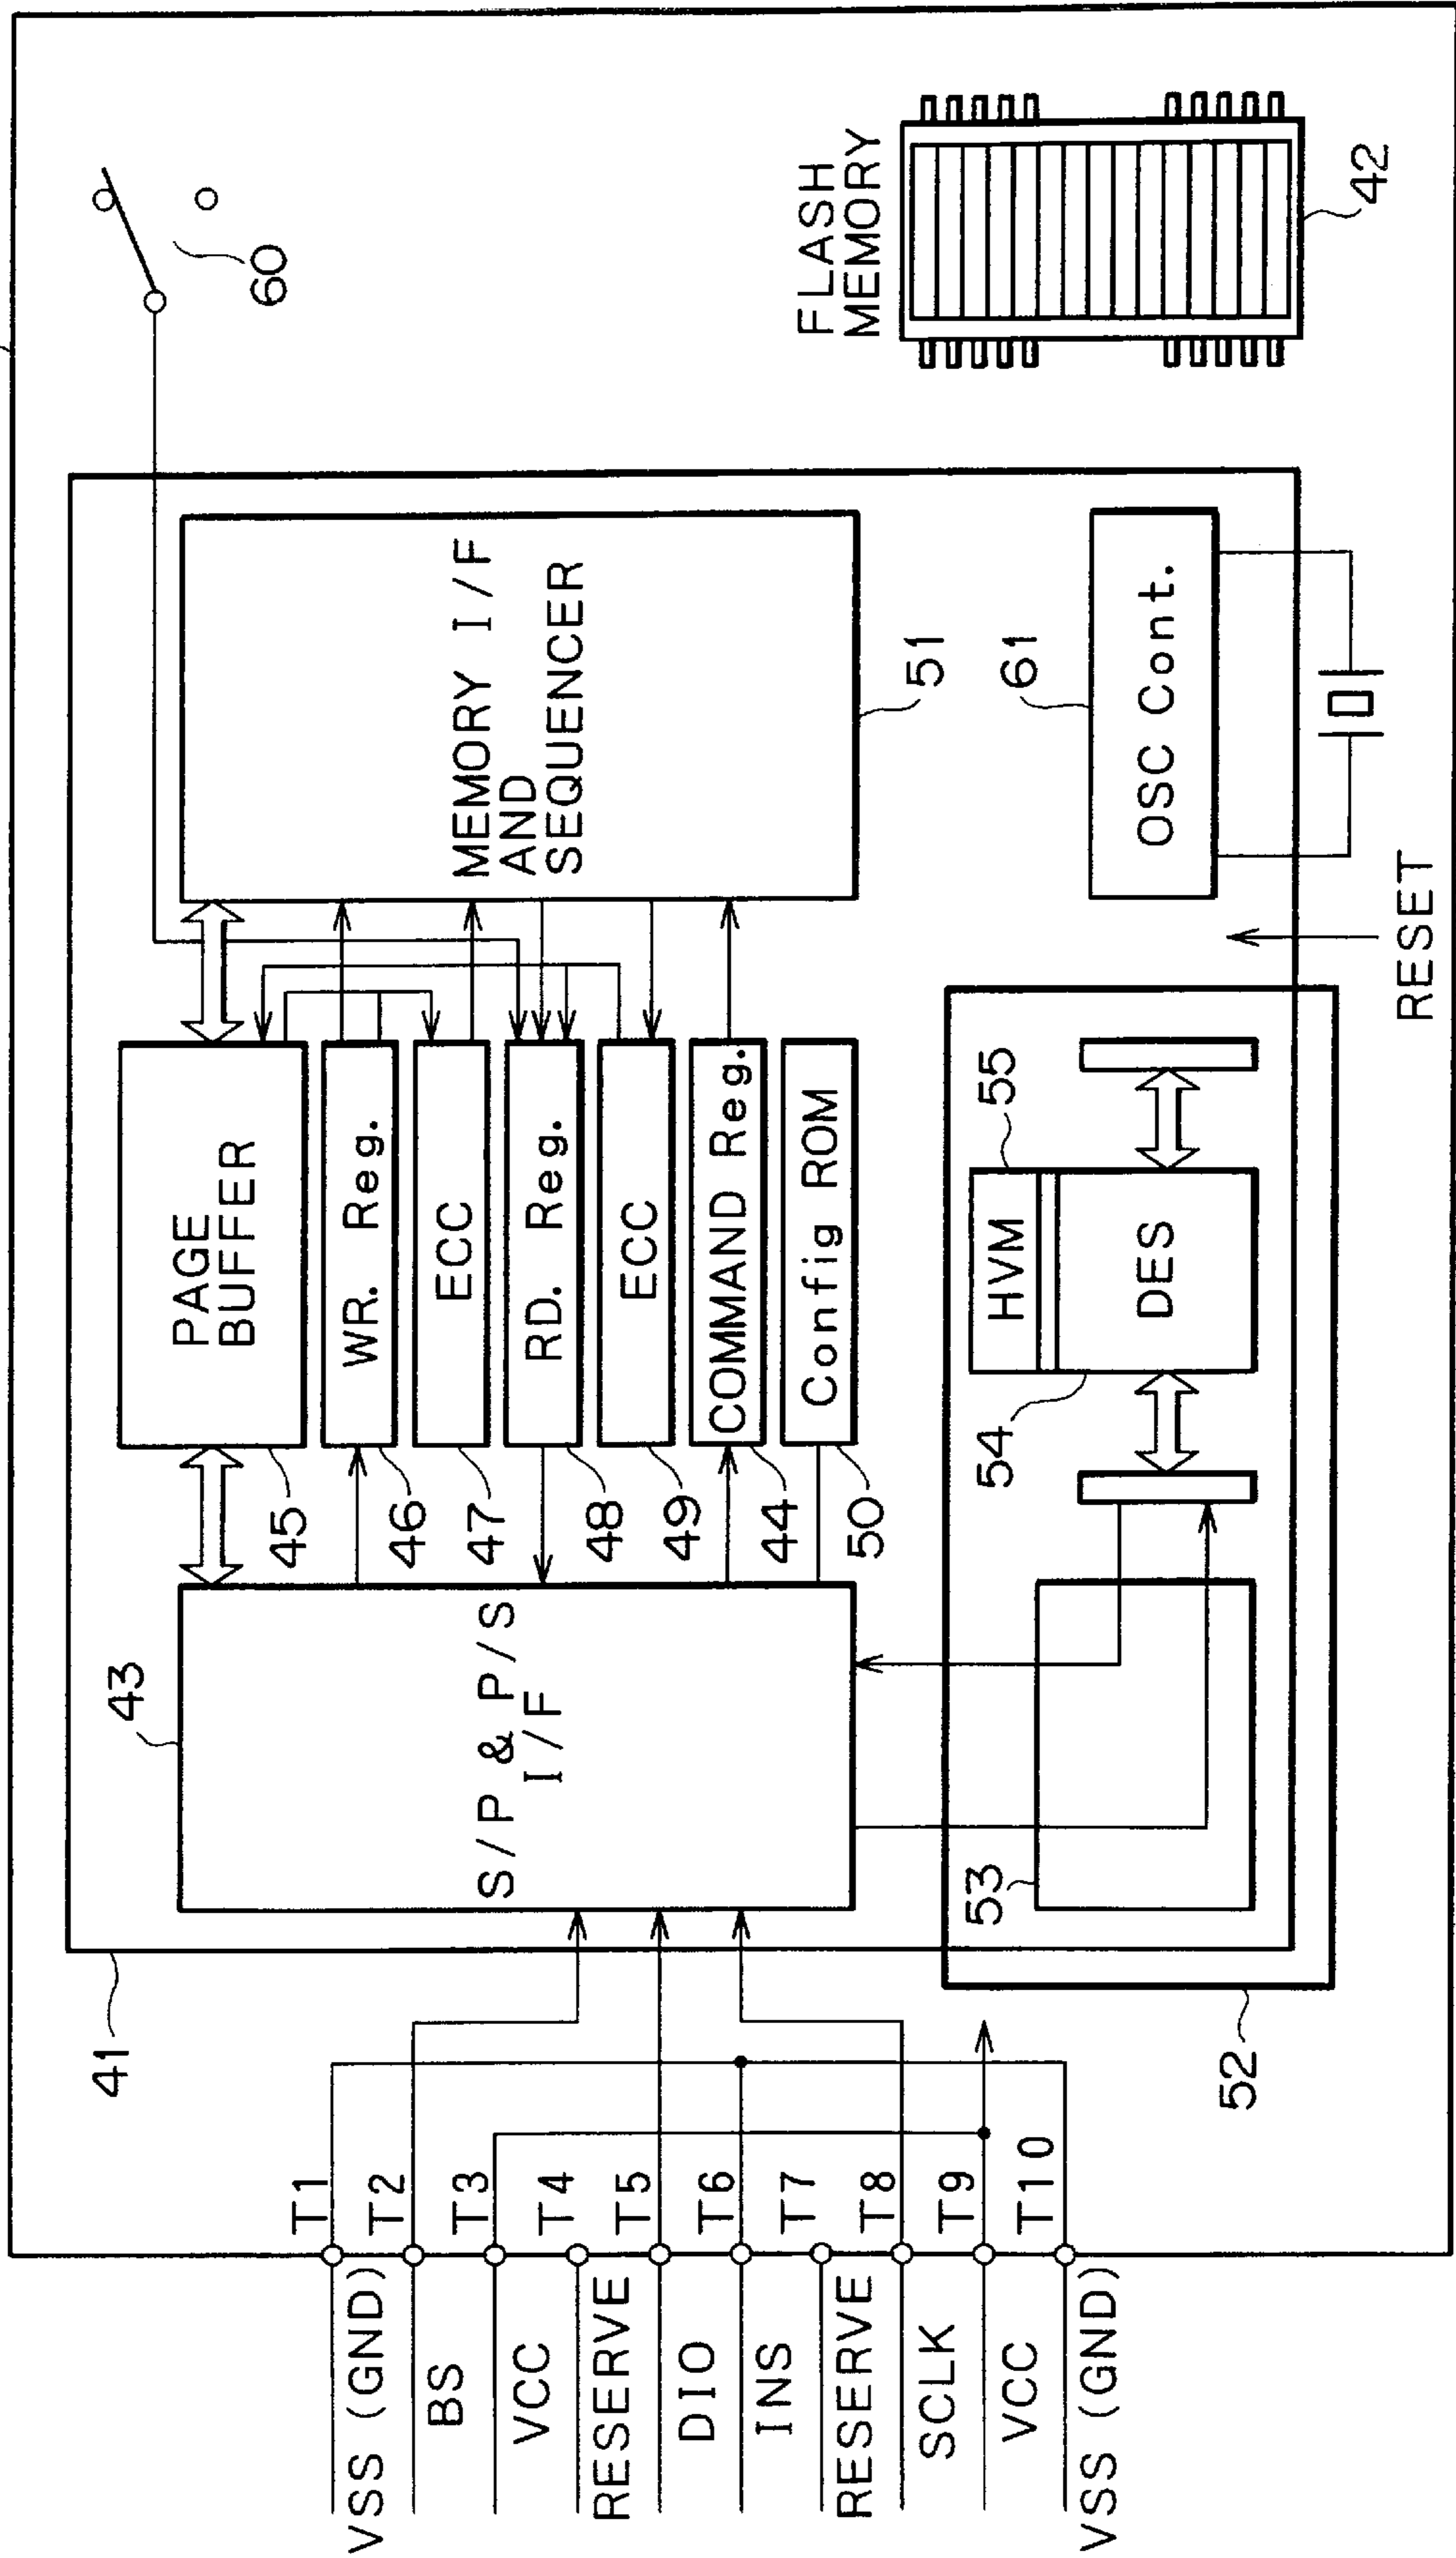 T1
VSS (GND)
T2
BS
T3
VCC
T4
RESERVE
T5
DIO
T6
INS
T7
RESERVE
T8
SCLK
T9
VCC
T10
VSS (GND)
41
43
S/P & P/S
I/F
45
PAGE
BUFFER
46
WR. Reg.
47
ECC
48
RD. Reg.
49
ECC
44
COMMAND Reg.
50
Config ROM
MEMORY I/F
AND
SEQUENCER
51
60
FLASH
MEMORY
42
61
OSC Cont.
RESET
52
53
54
HVM
55
DES